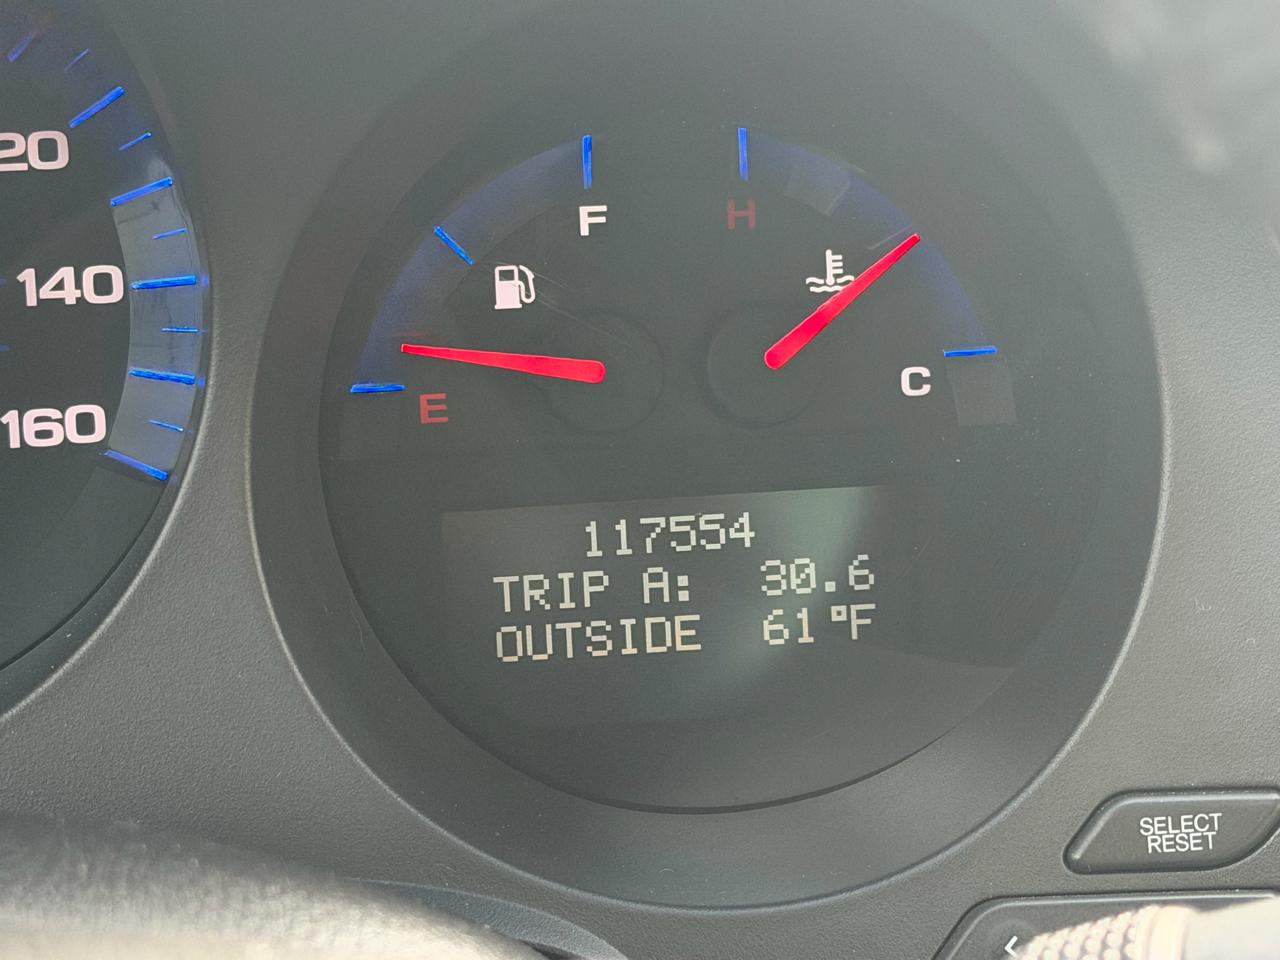 20
140
160
F
H
E
C
117554
TRIP A: 30.6
OUTSIDE 61°F
SELECT
RESET